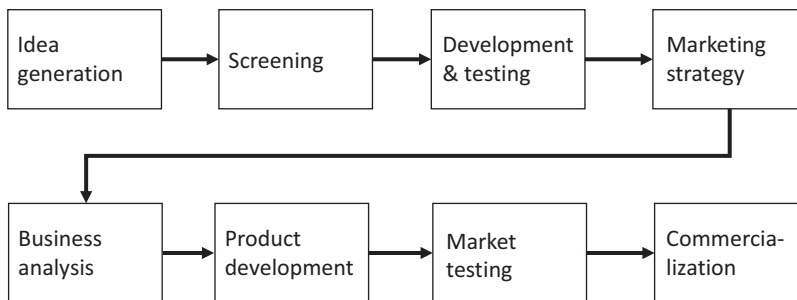 Idea
generation
Screening
Development
& testing
Marketing
strategy
Business
analysis
Product
development
Market
testing
Commercia-
lization